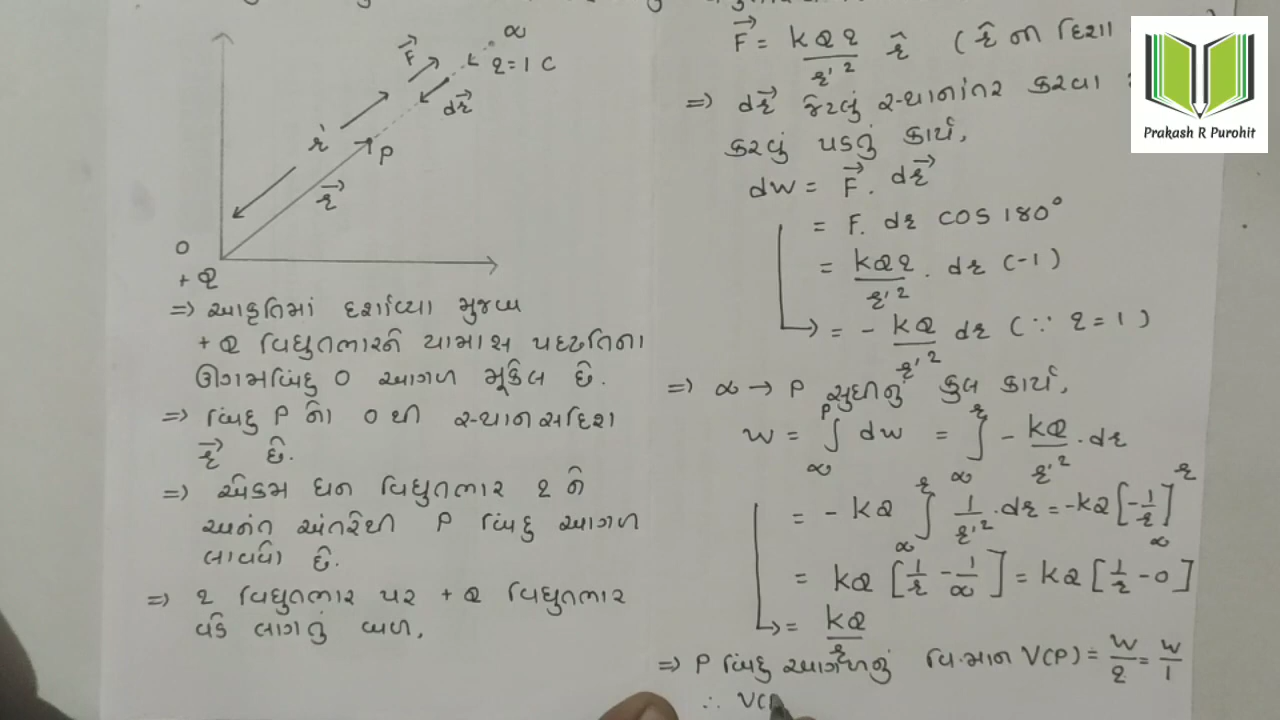 ∞
F⃗
q = 1 C
dr⃗
r'
P
r⃗
O
+Q
⇒ આકૃતિમાં દર્શાવ્યા મુજબ
+Q વિદ્યુતભારને યામાક્ષ પદ્ધતિના
ઊગમબિંદુ O આગળ મૂકેલ છે.
⇒ બિંદુ P નો O થી સ્થાનસદિશ
r⃗ છે.
⇒ એકમ ધન વિદ્યુતભાર q ને
અનંત અંતરેથી P બિંદુ આગળ
લાવવો છે.
⇒ q વિદ્યુતભાર પર +Q વિદ્યુતભાર
વડે લાગતું બળ,
F⃗ = kQq/r'² r̂ (r̂ ની દિશા
⇒ dr⃗ જેટલું સ્થાનાંતર કરવા
કરવું પડતું કાર્ય,
dw = F⃗ . dr⃗
= F. dr cos 180°
= kQq/r'² . dr (-1)
= - kQ/r'² dr (∵ q = 1)
⇒ ∞ → P સુધીનું કુલ કાર્ય,
W = ∫_∞^P dw = ∫_∞^r - kQ/r'² . dr
= - kQ ∫_∞^r 1/r'² . dr = -kQ [-1/r]_∞^r
= kQ [1/r - 1/∞] = kQ [1/r - 0]
= kQ/r
⇒ P બિંદુ આગળનું વિ.માન V(P) = W/q = W/1
∴ V(P
Prakash R Purohit